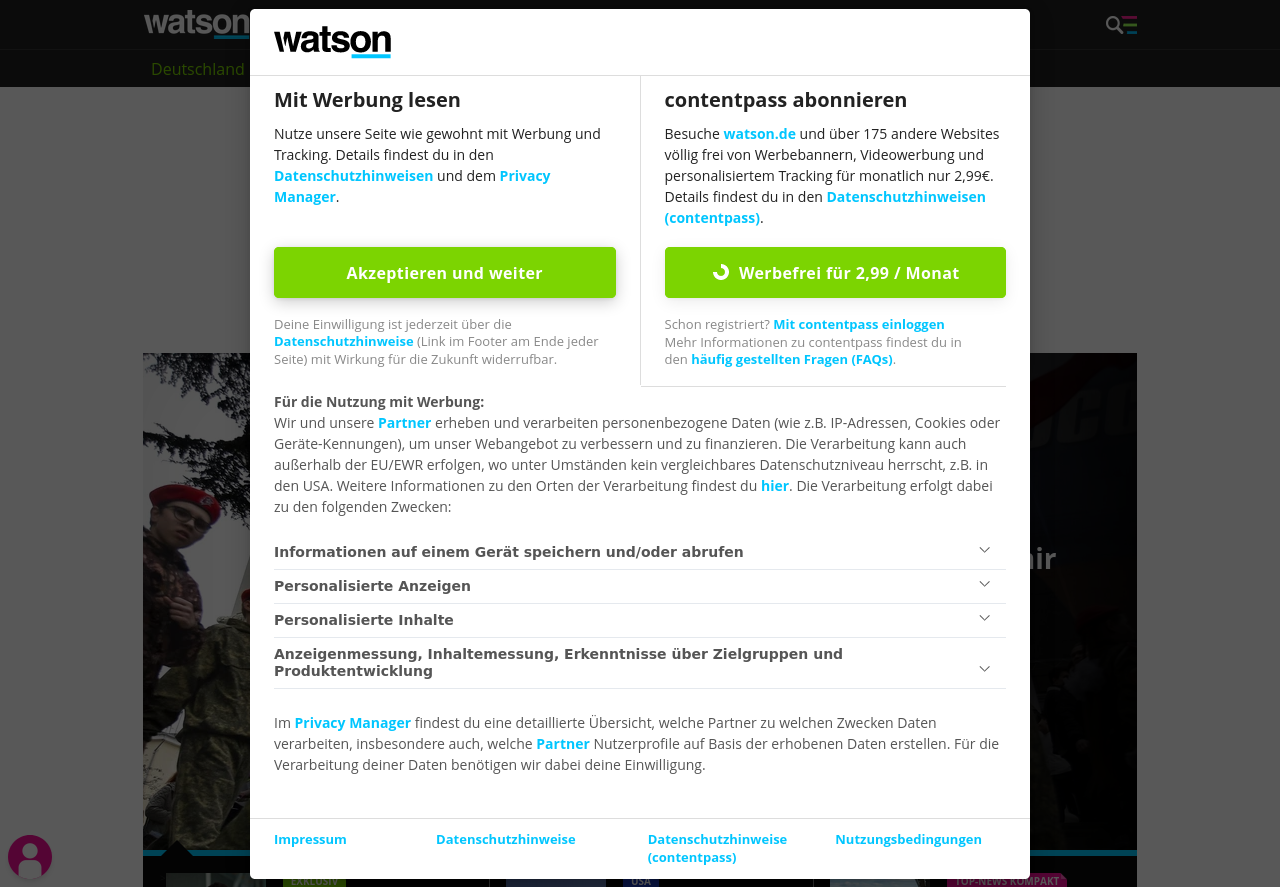 watson
Deutschland
watson
Mit Werbung lesen
Nutze unsere Seite wie gewohnt mit Werbung und
Tracking. Details findest du in den
Datenschutzhinweisen und dem Privacy
Manager.
Akzeptieren und weiter
Deine Einwilligung ist jederzeit über die
Datenschutzhinweise (Link im Footer am Ende jeder
Seite) mit Wirkung für die Zukunft widerrufbar.
contentpass abonnieren
Besuche watson.de und über 175 andere Websites
völlig frei von Werbebannern, Videowerbung und
personalisiertem Tracking für monatlich nur 2,99€.
Details findest du in den Datenschutzhinweisen
(contentpass).
Werbefrei für 2,99 / Monat
Schon registriert? Mit contentpass einloggen
Mehr Informationen zu contentpass findest du in
den häufig gestellten Fragen (FAQs).
Für die Nutzung mit Werbung:
Wir und unsere Partner erheben und verarbeiten personenbezogene Daten (wie z.B. IP-Adressen, Cookies oder
Geräte-Kennungen), um unser Webangebot zu verbessern und zu finanzieren. Die Verarbeitung kann auch
außerhalb der EU/EWR erfolgen, wo unter Umständen kein vergleichbares Datenschutzniveau herrscht, z.B. in
den USA. Weitere Informationen zu den Orten der Verarbeitung findest du hier. Die Verarbeitung erfolgt dabei
zu den folgenden Zwecken:
Informationen auf einem Gerät speichern und/oder abrufen
Personalisierte Anzeigen
Personalisierte Inhalte
Anzeigenmessung, Inhaltemessung, Erkenntnisse über Zielgruppen und
Produktentwicklung
Im Privacy Manager findest du eine detaillierte Übersicht, welche Partner zu welchen Zwecken Daten
verarbeiten, insbesondere auch, welche Partner Nutzerprofile auf Basis der erhobenen Daten erstellen. Für die
Verarbeitung deiner Daten benötigen wir dabei deine Einwilligung.
Impressum
Datenschutzhinweise
Datenschutzhinweise
(contentpass)
Nutzungsbedingungen
EXKLUSIV
USA
TOP-NEWS KOMPAKT